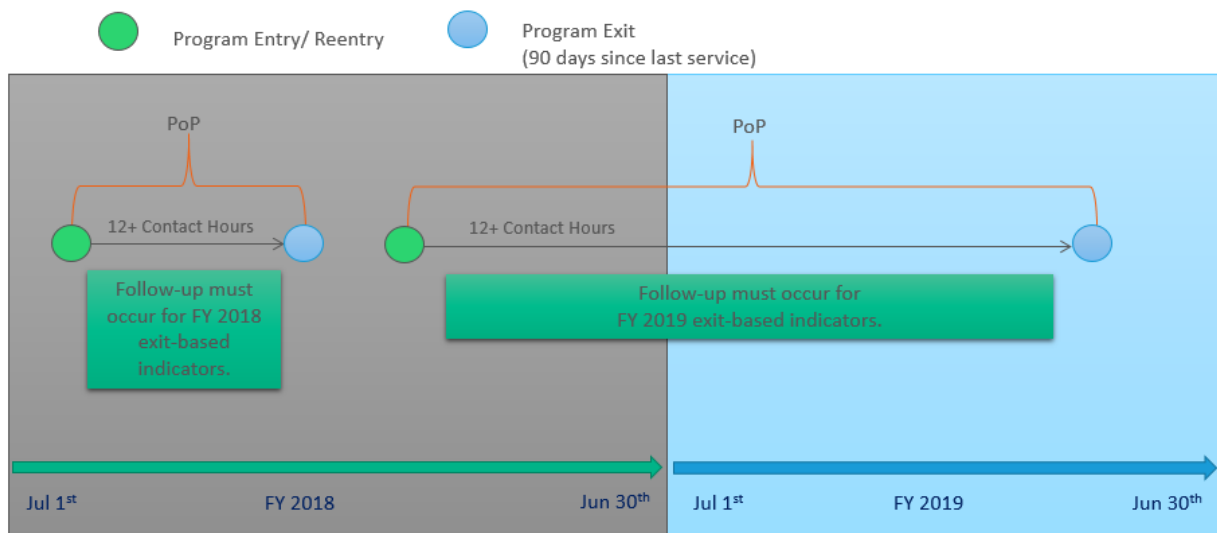 Program Entry/ Reentry
Program Exit
(90 days since last service)
PoP
PoP
12+ Contact Hours
12+ Contact Hours
Follow-up must
occur for FY 2018
exit-based
indicators.
Follow-up must occur for
FY 2019 exit-based indicators.
Jul 1st
FY 2018
Jun 30th
Jul 1st
FY 2019
Jun 30th